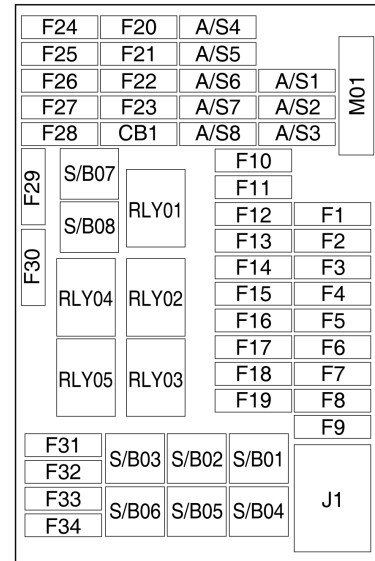 F24 F20 A/S4
F25 F21 A/S5
F26 F22 A/S6 A/S1
F27 F23 A/S7 A/S2
F28 CB1 A/S8 A/S3
M01
F29
S/B07
RLY01
F10
F11
S/B08
F12 F1
F13 F2
F30
RLY04 RLY02
F14 F3
F15 F4
F16 F5
RLY05 RLY03
F17 F6
F18 F7
F19 F8
F9
F31
F32
S/B03 S/B02 S/B01
F33
F34
S/B06 S/B05 S/B04
J1